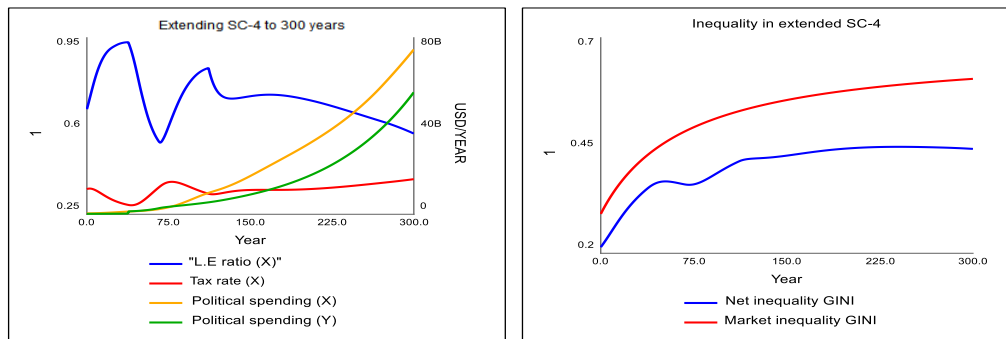 Extending SC-4 to 300 years
0.95
0.6
0.25
1
80B
40B
0
USD/YEAR
0.0
75.0
150.0
225.0
300.0
Year
"L.E ratio (X)"
Tax rate (X)
Political spending (X)
Political spending (Y)
Inequality in extended SC-4
0.7
0.45
0.2
1
0.0
75.0
150.0
225.0
300.0
Year
Net inequality GINI
Market inequality GINI